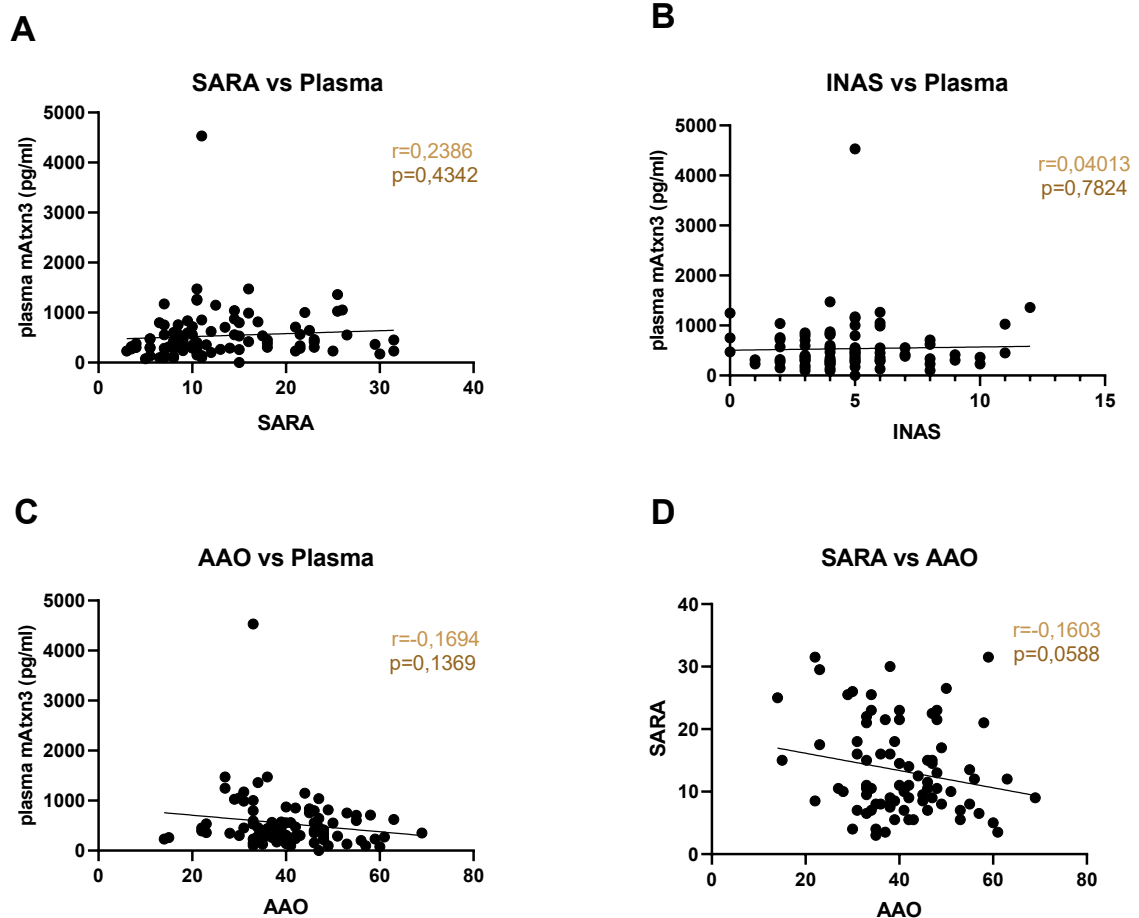 A
SARA vs Plasma
plasma mAtxn3 (pg/ml)
5000
4000
3000
2000
1000
0
r=0,2386
p=0,4342
0 10 20 30 40
SARA
B
INAS vs Plasma
plasma mAtxn3 (pg/ml)
5000
4000
3000
2000
1000
0
r=0,04013
p=0,7824
0 5 10 15
INAS
C
AAO vs Plasma
plasma mAtxn3 (pg/ml)
5000
4000
3000
2000
1000
0
r=-0,1694
p=0,1369
0 20 40 60 80
AAO
D
SARA vs AAO
SARA
40
30
20
10
0
r=-0,1603
p=0,0588
0 20 40 60 80
AAO